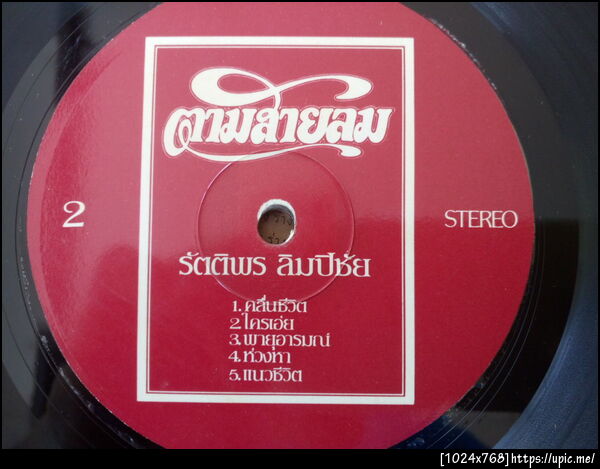 ตามสายลม
2
STEREO
รัตติพร ลิมปิชัย
1. คลื่นชีวิต
2. ใครเอ่ย
3. พายุอารมณ์
4. ห่วงหา
5. แนวชีวิต
[1024x768]https://upic.me/